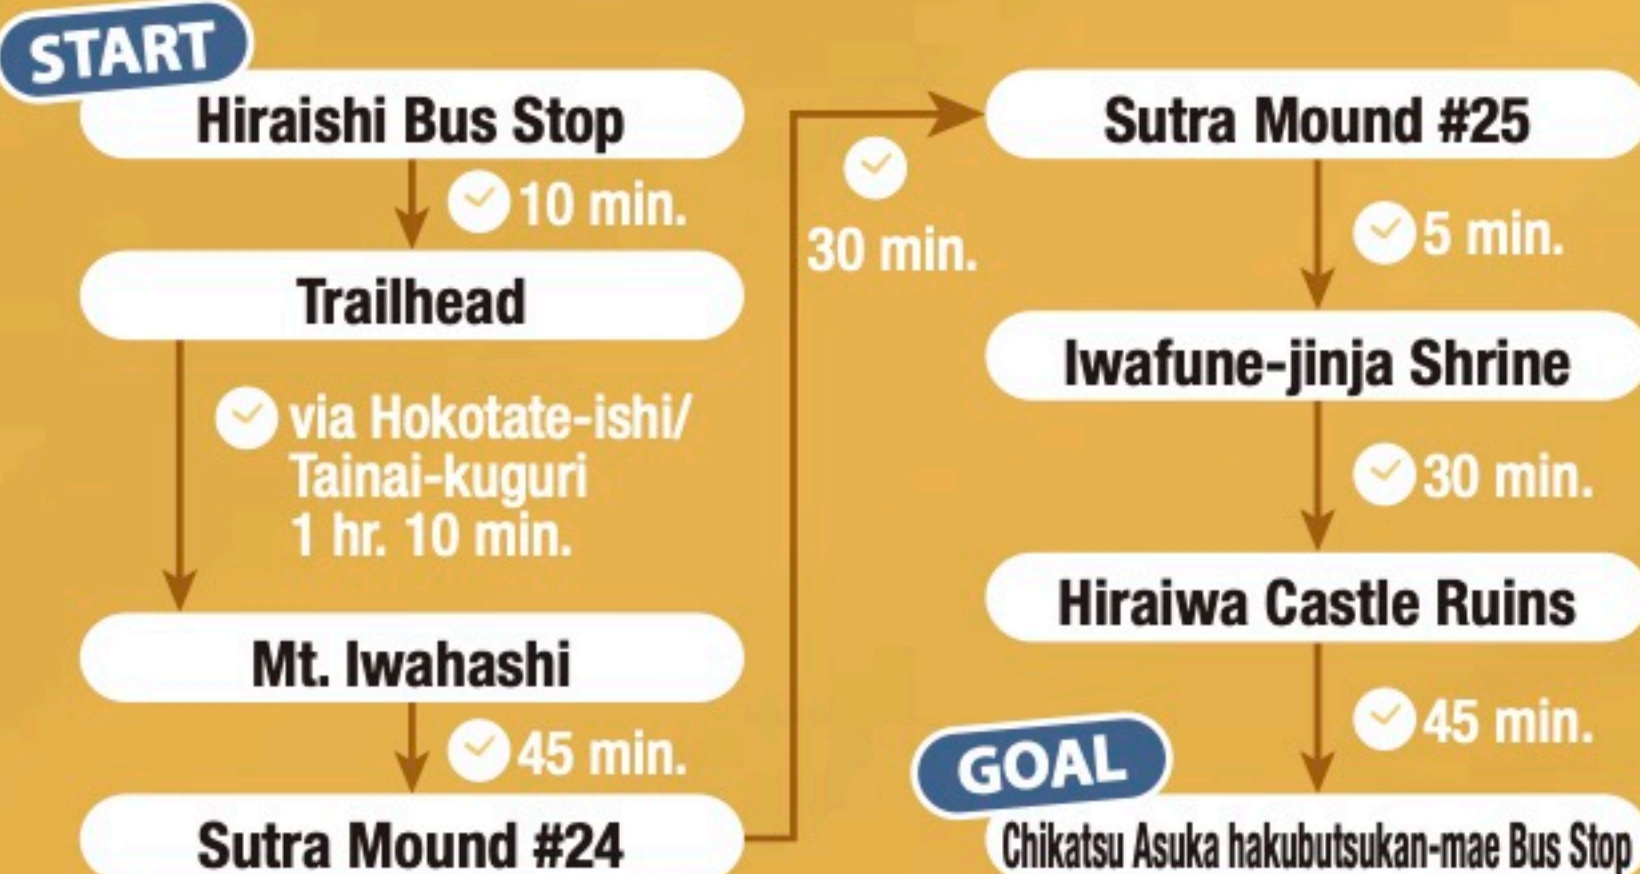 START
Hiraishi Bus Stop
10 min.
Trailhead
via Hokotate-ishi/
Tainai-kuguri
1 hr. 10 min.
Mt. Iwahashi
45 min.
Sutra Mound #24
30 min.
Sutra Mound #25
5 min.
Iwafune-jinja Shrine
30 min.
Hiraiwa Castle Ruins
45 min.
GOAL
Chikatsu Asuka hakubutsukan-mae Bus Stop